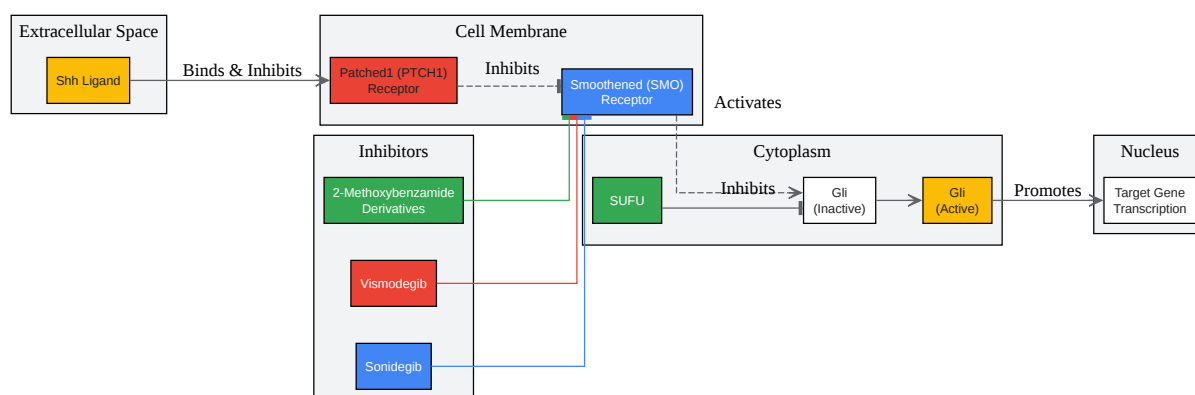 Extracellular Space
Shh Ligand
Binds & Inhibits
Cell Membrane
Patched1 (PTCH1)
Receptor
Inhibits
Smoothened (SMO)
Receptor
Activates
Inhibitors
2-Methoxybenzamide
Derivatives
Vismodegib
Sonidegib
Cytoplasm
SUFU
Inhibits
Gli
(Inactive)
Gli
(Active)
Promotes
Nucleus
Target Gene
Transcription